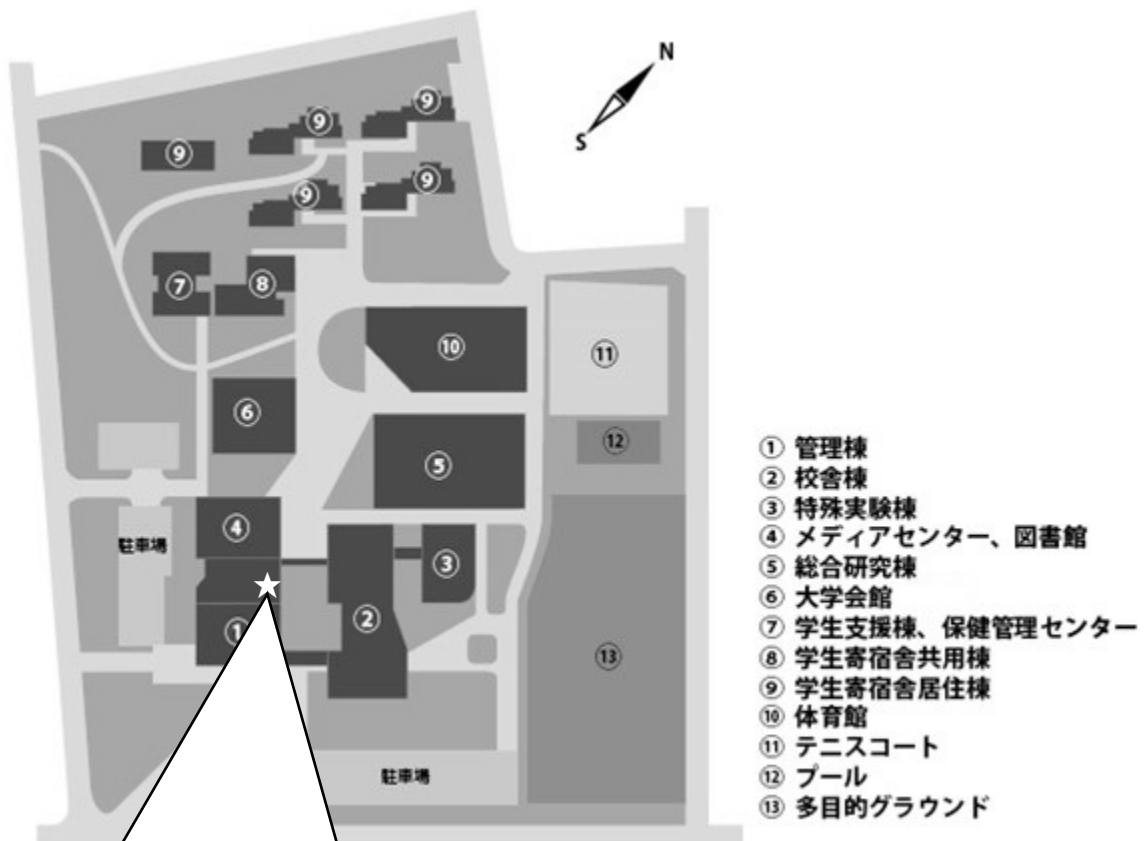 N
S
⑨
⑨
⑨
⑨
⑨
⑦
⑧
⑩
⑪
⑥
⑫
⑤
④
駐車場
③
①
②
⑬
駐車場
① 管理棟
② 校舎棟
③ 特殊実験棟
④ メディアセンター、図書館
⑤ 総合研究棟
⑥ 大学会館
⑦ 学生支援棟、保健管理センター
⑧ 学生寄宿舎共用棟
⑨ 学生寄宿舎居住棟
⑩ 体育館
⑪ テニスコート
⑫ プール
⑬ 多目的グラウンド